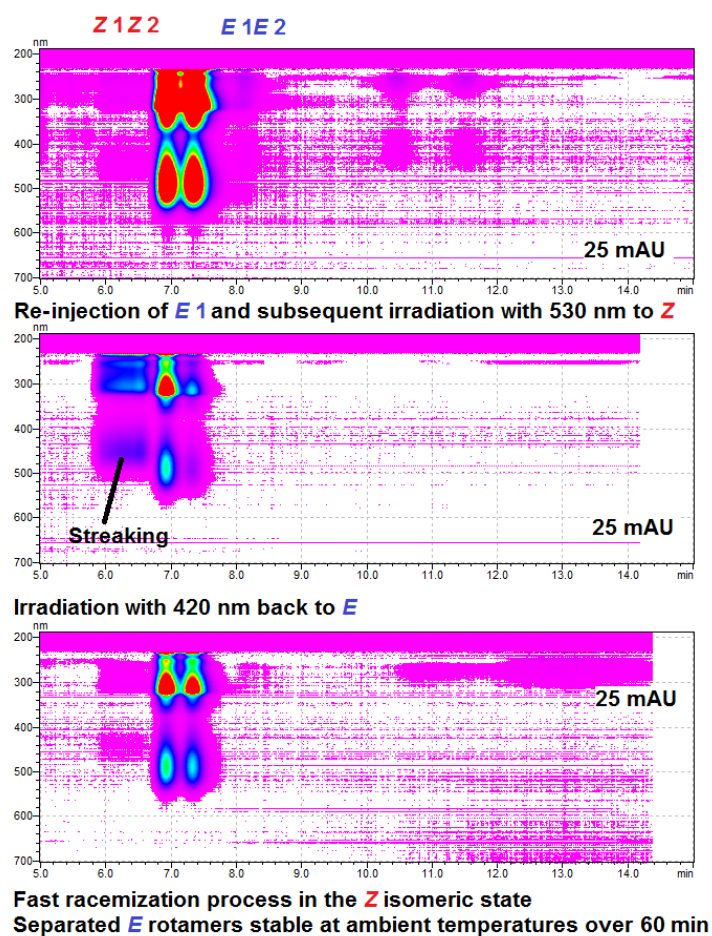 Z 1 Z 2 E 1 E 2
nm
200
300
400
500
600
700
25 mAU
5.0 6.0 7.0 8.0 9.0 10.0 11.0 12.0 13.0 14.0 min
Re-injection of E 1 and subsequent irradiation with 530 nm to Z
nm
200
300
400
500
600
700
Streaking
25 mAU
5.0 6.0 7.0 8.0 9.0 10.0 11.0 12.0 13.0 14.0 min
Irradiation with 420 nm back to E
nm
200
300
400
500
600
700
25 mAU
5.0 6.0 7.0 8.0 9.0 10.0 11.0 12.0 13.0 14.0 min
Fast racemization process in the Z isomeric state
Separated E rotamers stable at ambient temperatures over 60 min